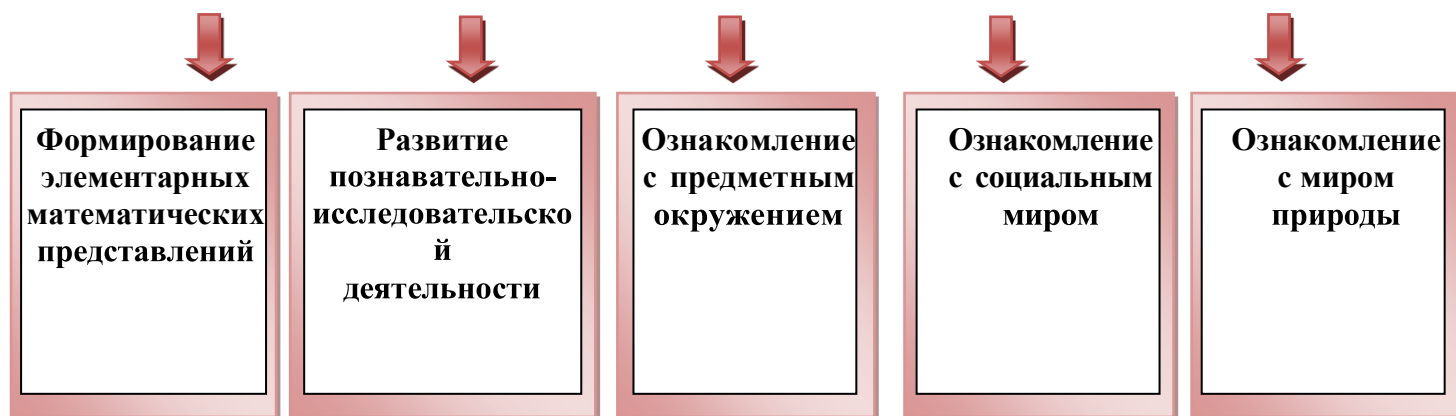 Формирование
элементарных
математических
представлений
Развитие
познавательно-
исследовательско
й
деятельности
Ознакомление
с предметным
окружением
Ознакомление
с социальным
миром
Ознакомление
с миром
природы